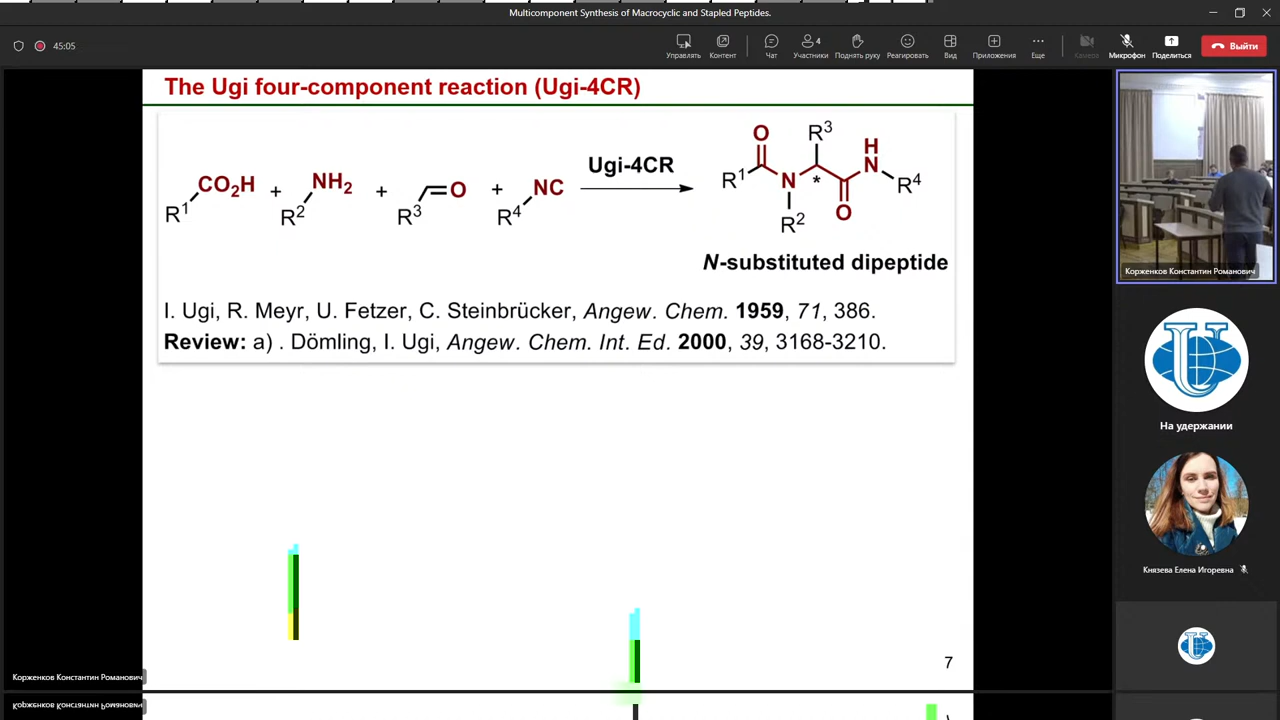 Multicomponent Synthesis of Macrocyclic and Stapled Peptides.
45:05
Управлять
Контент
Чат
4
Участники
Поднять руку
Реагировать
Вид
Приложения
Еще
Камера
Микрофон
Поделиться
Выйти
The Ugi four-component reaction (Ugi-4CR)
R1 CO2H + R2 NH2 + R3 O + R4 NC
Ugi-4CR
O R3 H
R1 N * N R4
R2 O
N-substituted dipeptide
I. Ugi, R. Meyr, U. Fetzer, C. Steinbrücker, Angew. Chem. 1959, 71, 386.
Review: a) . Dömling, I. Ugi, Angew. Chem. Int. Ed. 2000, 39, 3168-3210.
7
Корженков Константин Романович
Корженков Константин Романович
Корженков Константин Романович
На удержании
Князева Елена Игоревна